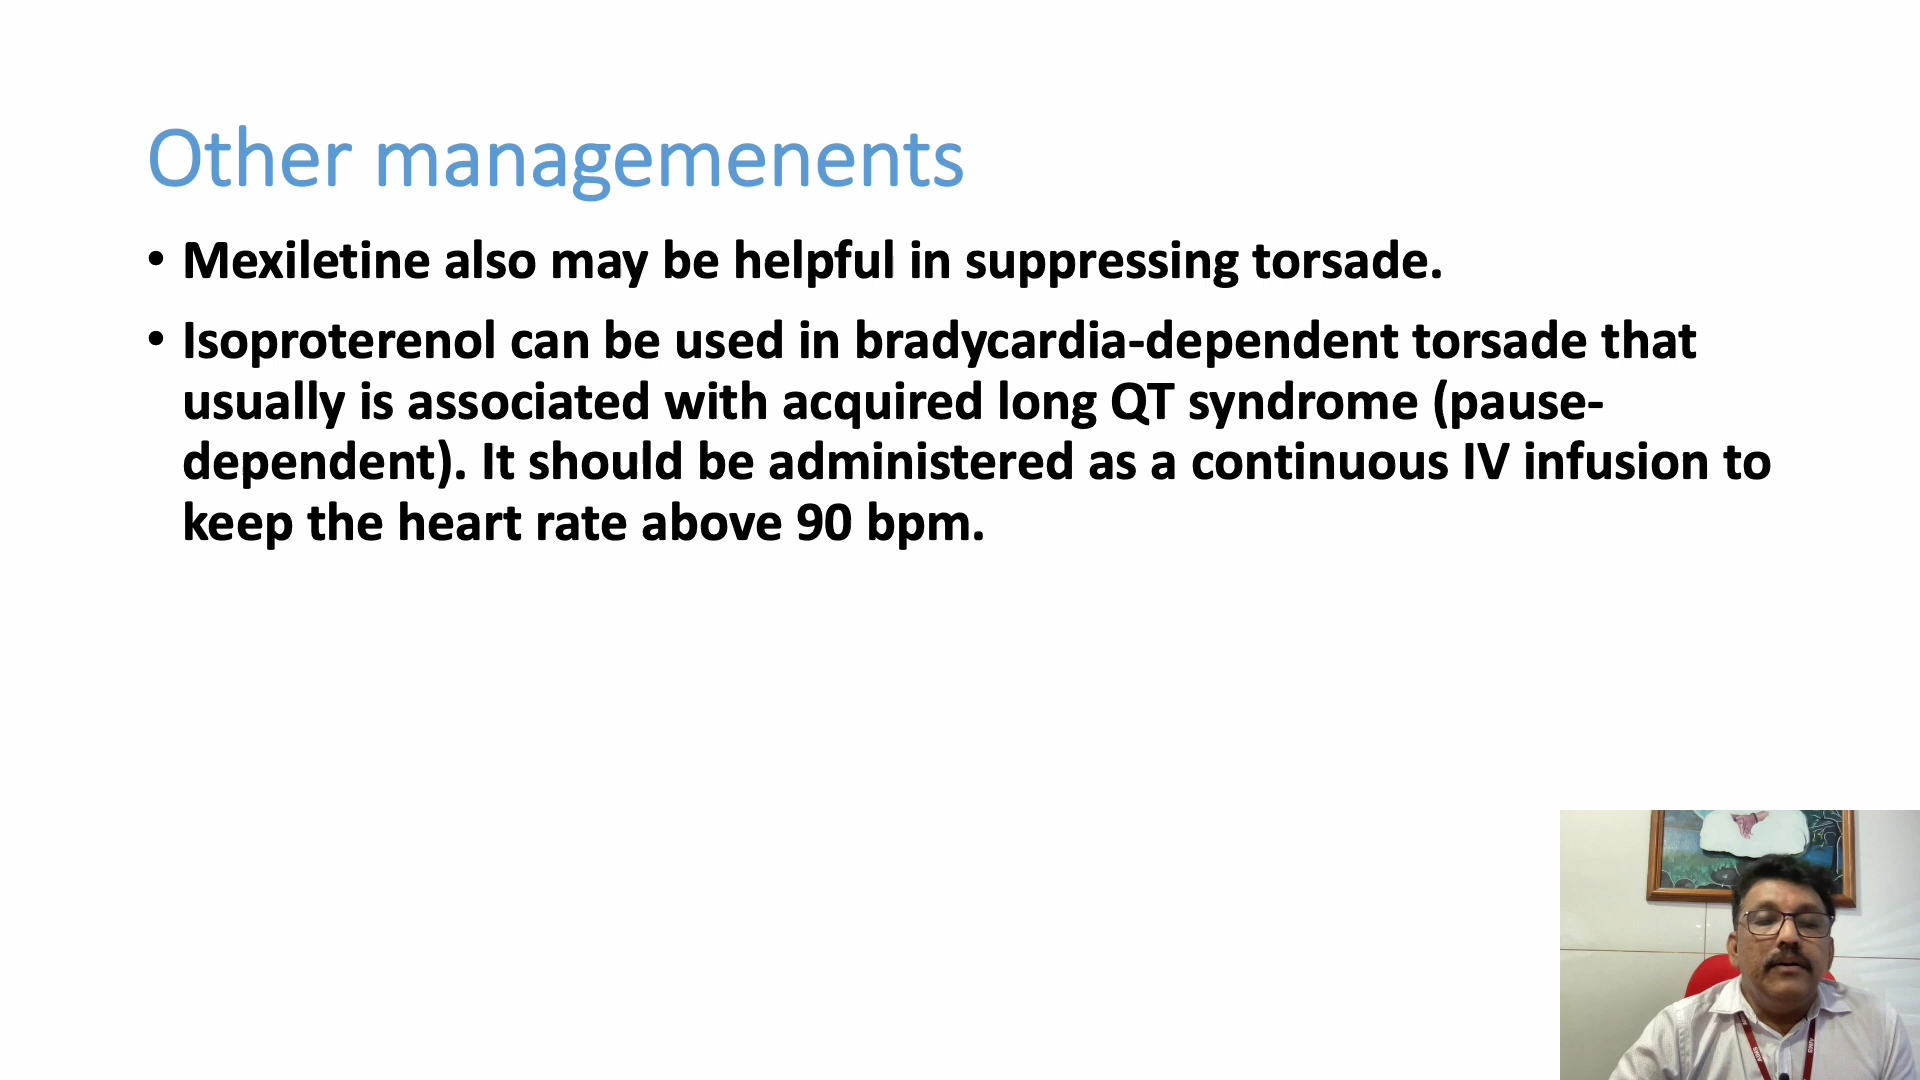 Other managemenents
• Mexiletine also may be helpful in suppressing torsade.
• Isoproterenol can be used in bradycardia-dependent torsade that
usually is associated with acquired long QT syndrome (pause-
dependent). It should be administered as a continuous IV infusion to
keep the heart rate above 90 bpm.